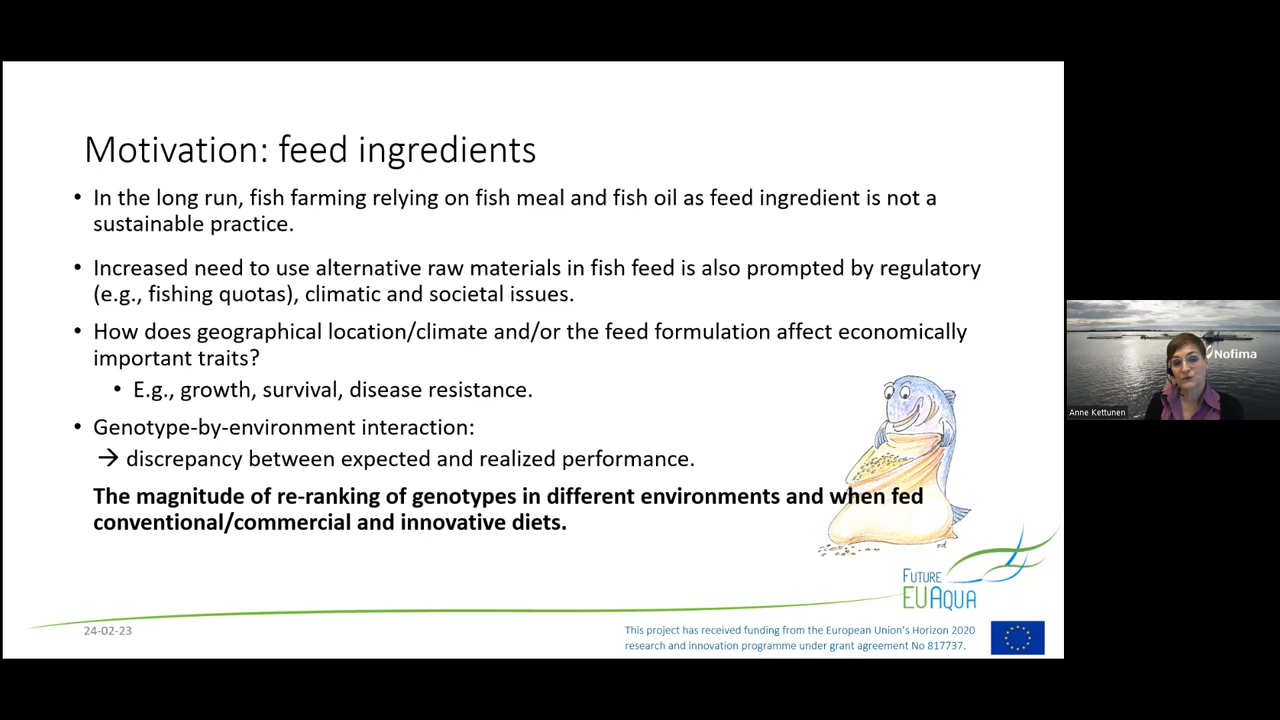 Motivation: feed ingredients
• In the long run, fish farming relying on fish meal and fish oil as feed ingredient is not a
sustainable practice.
• Increased need to use alternative raw materials in fish feed is also prompted by regulatory
(e.g., fishing quotas), climatic and societal issues.
• How does geographical location/climate and/or the feed formulation affect economically
important traits?
• E.g., growth, survival, disease resistance.
• Genotype-by-environment interaction:
→ discrepancy between expected and realized performance.
The magnitude of re-ranking of genotypes in different environments and when fed
conventional/commercial and innovative diets.
FUTURE
EUAQUA
24-02-23
This project has received funding from the European Union's Horizon 2020
research and innovation programme under grant agreement No 817737.
Nofima
Anne Kettunen